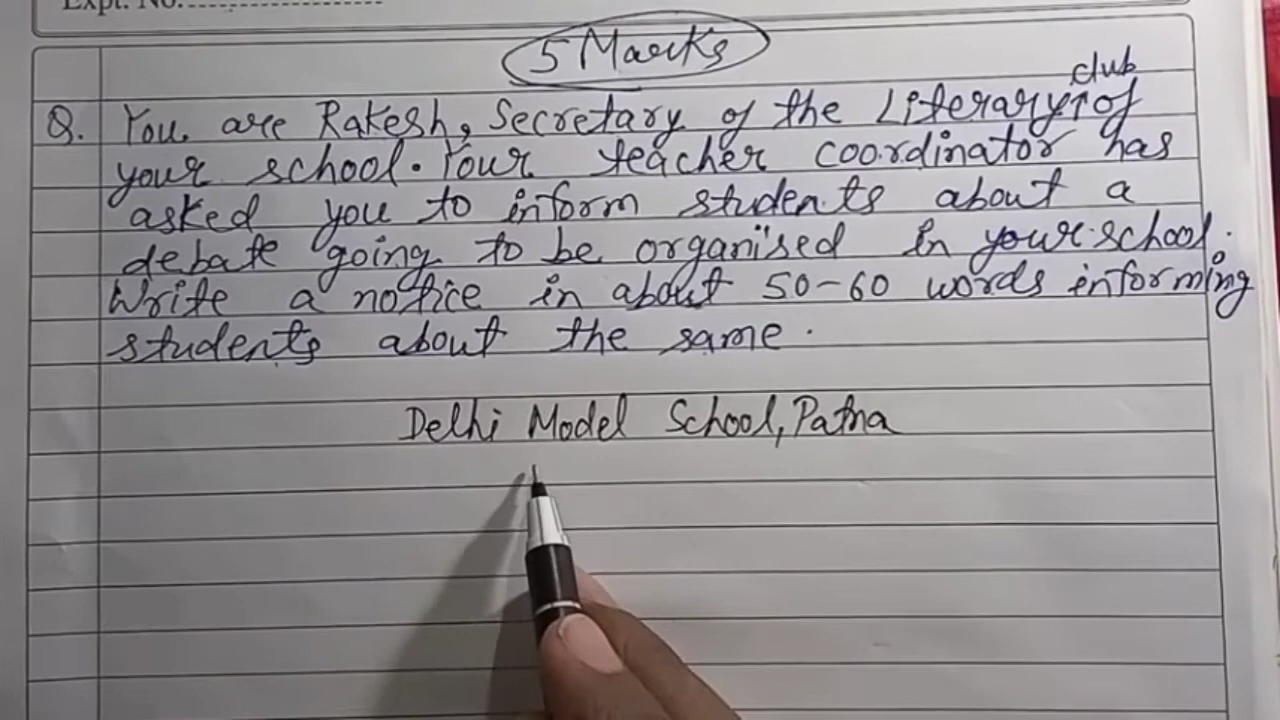 Expt. No.
5 Marks
club
Q. You are Rakesh, Secretary of the Literary↑of
your school. Your teacher coordinator has
asked you to inform students about a
debate going to be organised in your school.
Write a notice in about 50-60 words informing
students about the same.
Delhi Model School, Patna